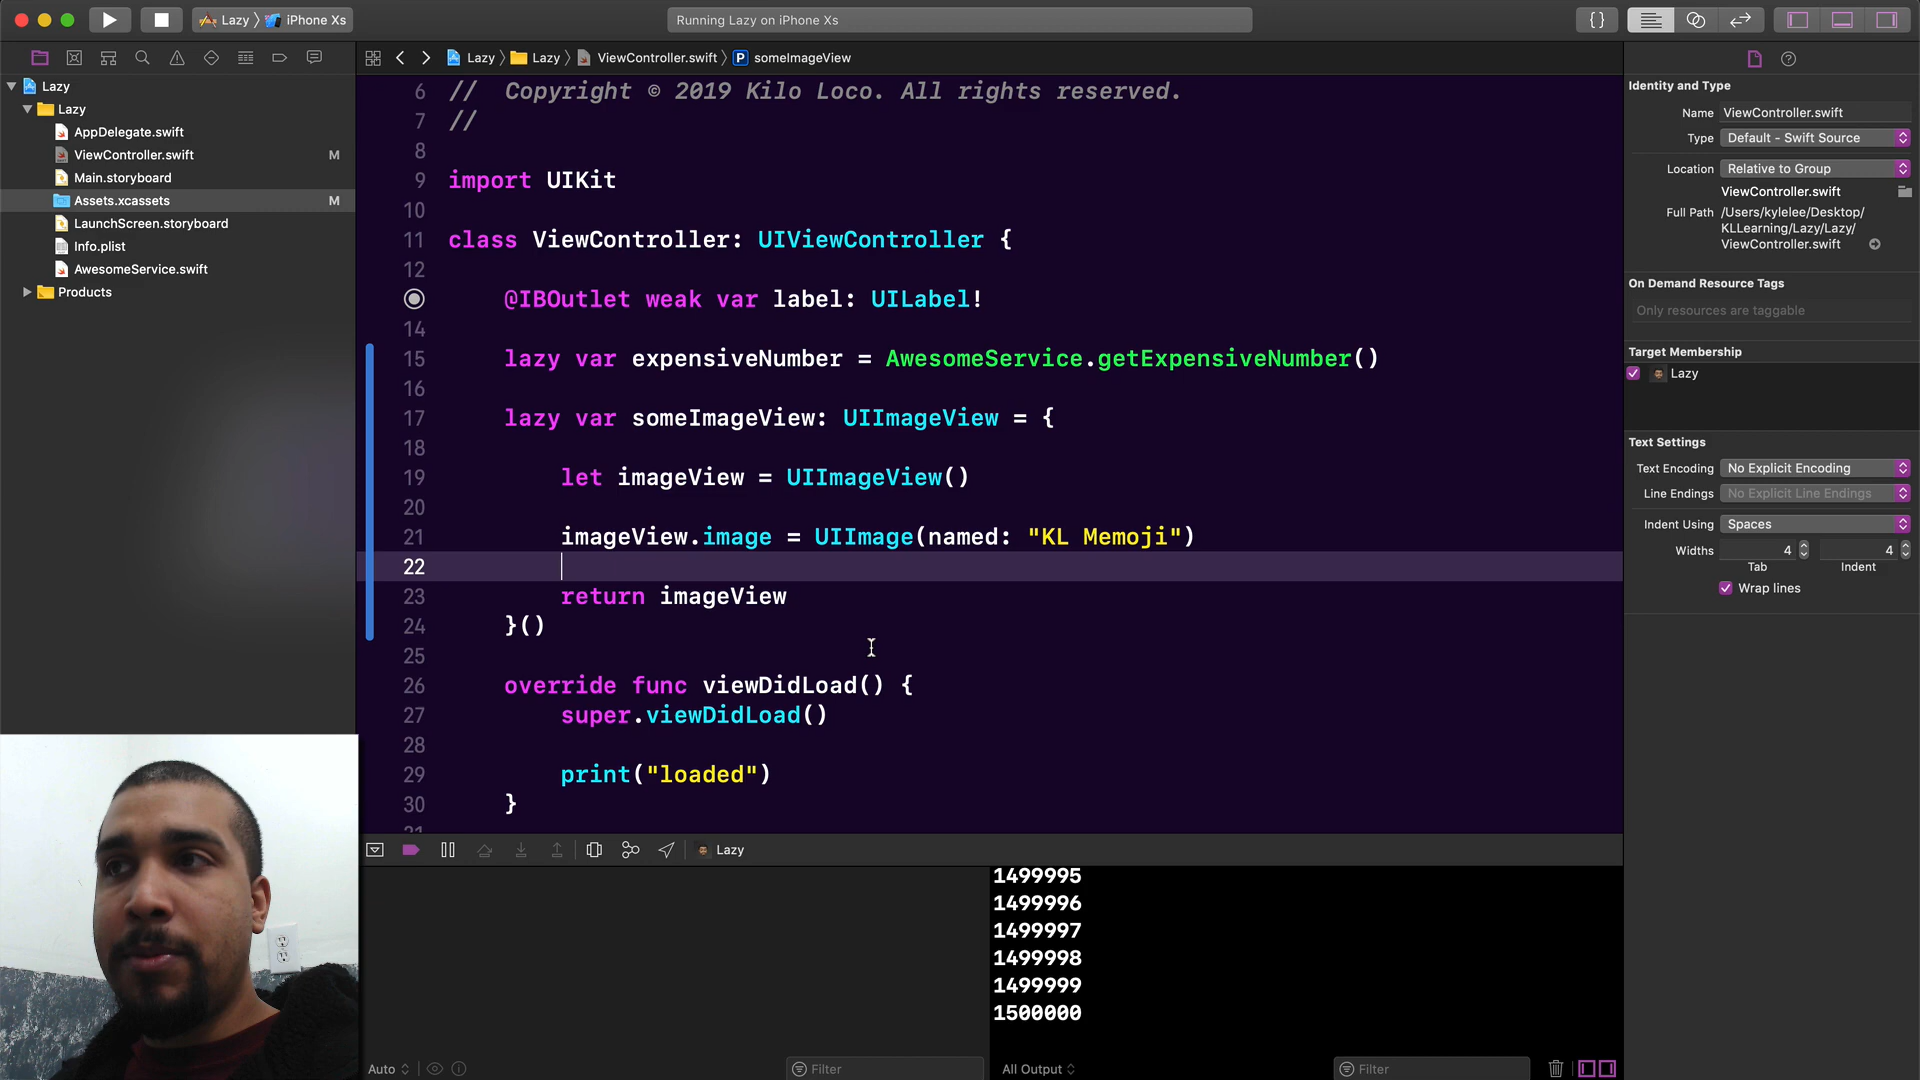 Lazy
iPhone Xs
Running Lazy on iPhone Xs
{}
Lazy
Lazy
AppDelegate.swift
ViewController.swift M
Main.storyboard
Assets.xcassets M
LaunchScreen.storyboard
Info.plist
AwesomeService.swift
Products
Lazy
Lazy
ViewController.swift
P someImageView
6 //  Copyright © 2019 Kilo Loco. All rights reserved.
7 //
8
9 import UIKit
10
11 class ViewController: UIViewController {
12
@IBOutlet weak var label: UILabel!
14
15 lazy var expensiveNumber = AwesomeService.getExpensiveNumber()
16
17 lazy var someImageView: UIImageView = {
18
19 let imageView = UIImageView()
20
21 imageView.image = UIImage(named: "KL Memoji")
22
23 return imageView
24 }()
25
26 override func viewDidLoad() {
27 super.viewDidLoad()
28
29 print("loaded")
30 }
Lazy
1499995
1499996
1499997
1499998
1499999
1500000
Auto
Filter
All Output
Filter
Identity and Type
Name ViewController.swift
Type Default - Swift Source
Location Relative to Group
ViewController.swift
Full Path /Users/kylelee/Desktop/
KLLearning/Lazy/Lazy/
ViewController.swift
On Demand Resource Tags
Only resources are taggable
Target Membership
Lazy
Text Settings
Text Encoding No Explicit Encoding
Line Endings No Explicit Line Endings
Indent Using Spaces
Widths 4 4
Tab Indent
Wrap lines